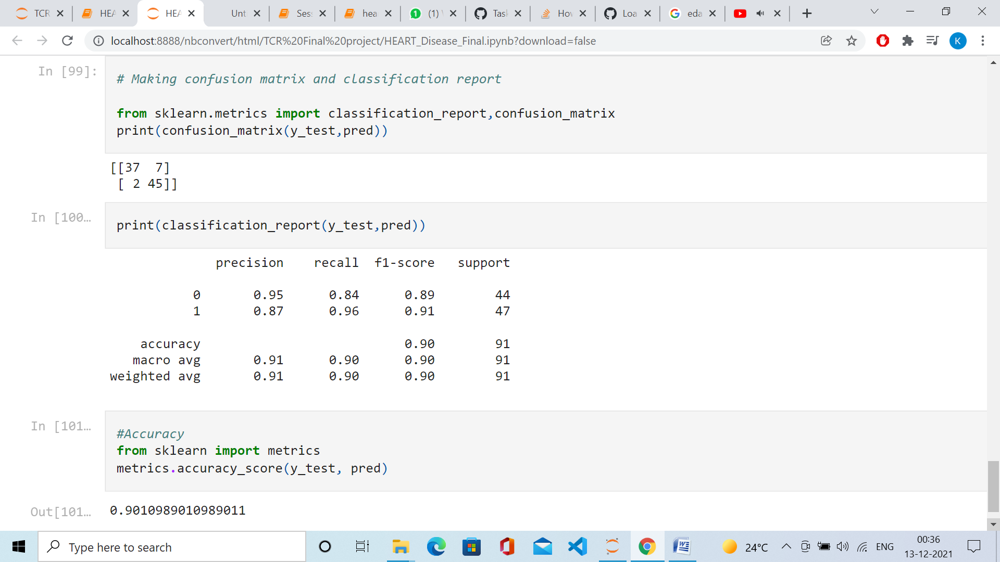 TCR HEA HEA Unt Ses hea (1) Tas Hov Loa eda
localhost:8888/nbconvert/html/TCR%20Final%20project/HEART_Disease_Final.ipynb?download=false
K
In [99]:
# Making confusion matrix and classification report
from sklearn.metrics import classification_report,confusion_matrix
print(confusion_matrix(y_test,pred))
[[37  7]
 [ 2 45]]
In [100…
print(classification_report(y_test,pred))
precision recall f1-score support
0 0.95 0.84 0.89 44
1 0.87 0.96 0.91 47
accuracy 0.90 91
macro avg 0.91 0.90 0.90 91
weighted avg 0.91 0.90 0.90 91
In [101…
#Accuracy
from sklearn import metrics
metrics.accuracy_score(y_test, pred)
Out[101…
0.9010989010989011
Type here to search
24°C
ENG
00:36
13-12-2021